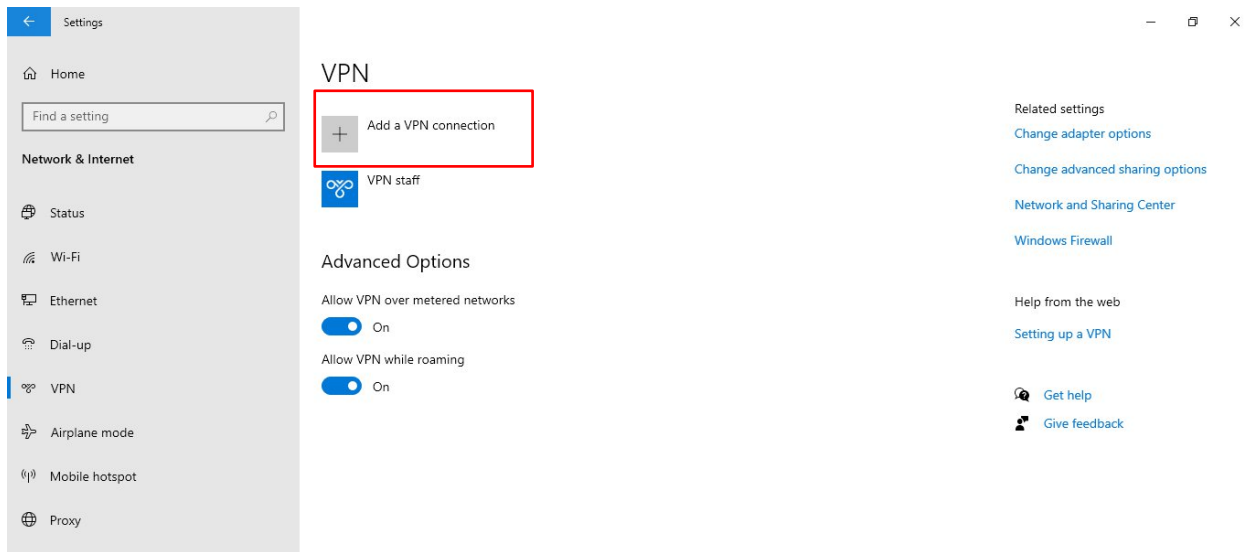 Settings
Home
Find a setting
Network & Internet
Status
Wi-Fi
Ethernet
Dial-up
VPN
Airplane mode
Mobile hotspot
Proxy
VPN
Add a VPN connection
VPN staff
Advanced Options
Allow VPN over metered networks
On
Allow VPN while roaming
On
Related settings
Change adapter options
Change advanced sharing options
Network and Sharing Center
Windows Firewall
Help from the web
Setting up a VPN
Get help
Give feedback